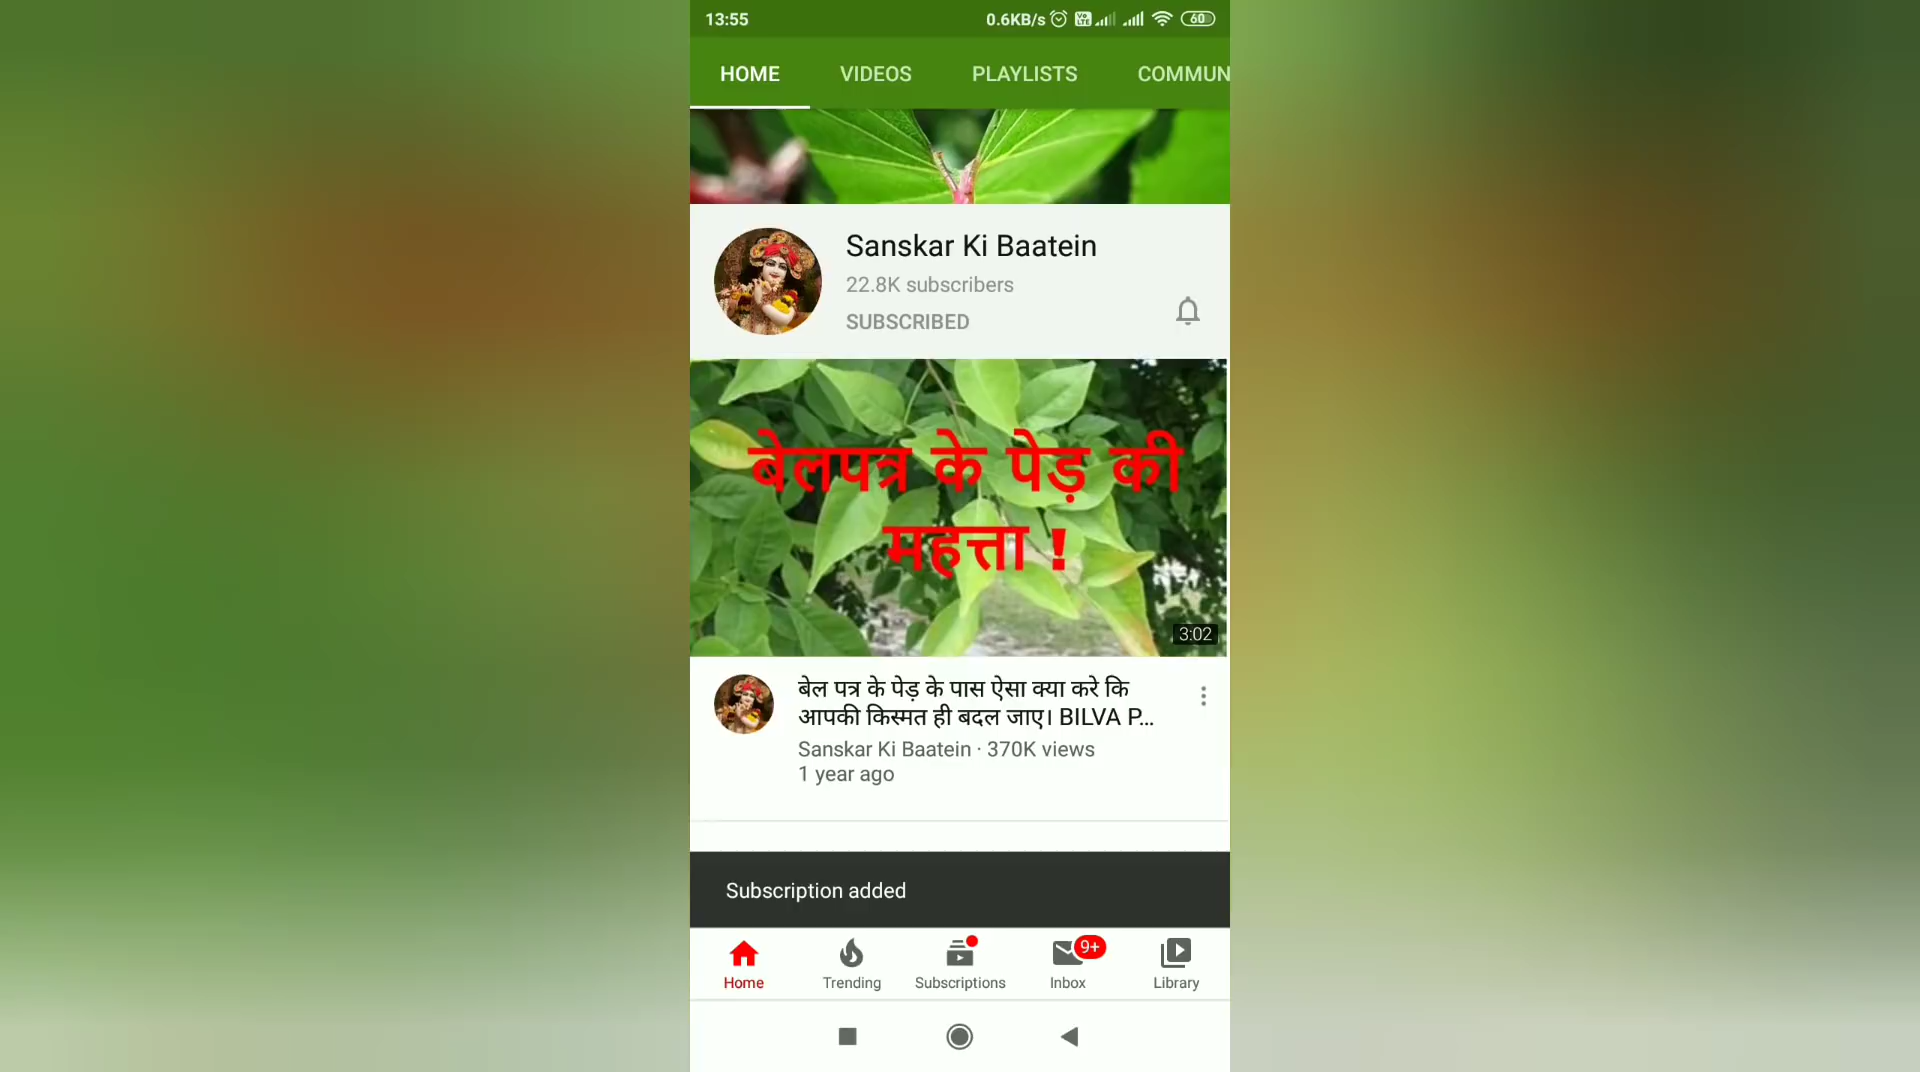 13:55 0.6KB/s 60
HOME VIDEOS PLAYLISTS COMMUN
Sanskar Ki Baatein
22.8K subscribers
SUBSCRIBED
बेलपत्र के पेड़ की
महत्ता !
3:02
बेल पत्र के पेड़ के पास ऐसा क्या करे कि
आपकी किस्मत ही बदल जाए। BILVA P...
Sanskar Ki Baatein · 370K views
1 year ago
Subscription added
9+
Home Trending Subscriptions Inbox Library